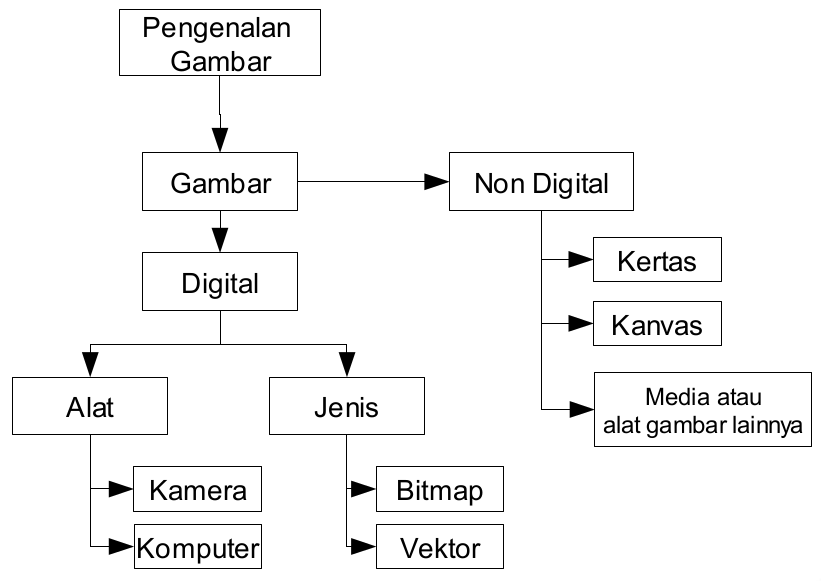 Pengenalan
Gambar
Gambar
Non Digital
Digital
Kertas
Kanvas
Media atau
alat gambar lainnya
Alat
Jenis
Kamera
Komputer
Bitmap
Vektor